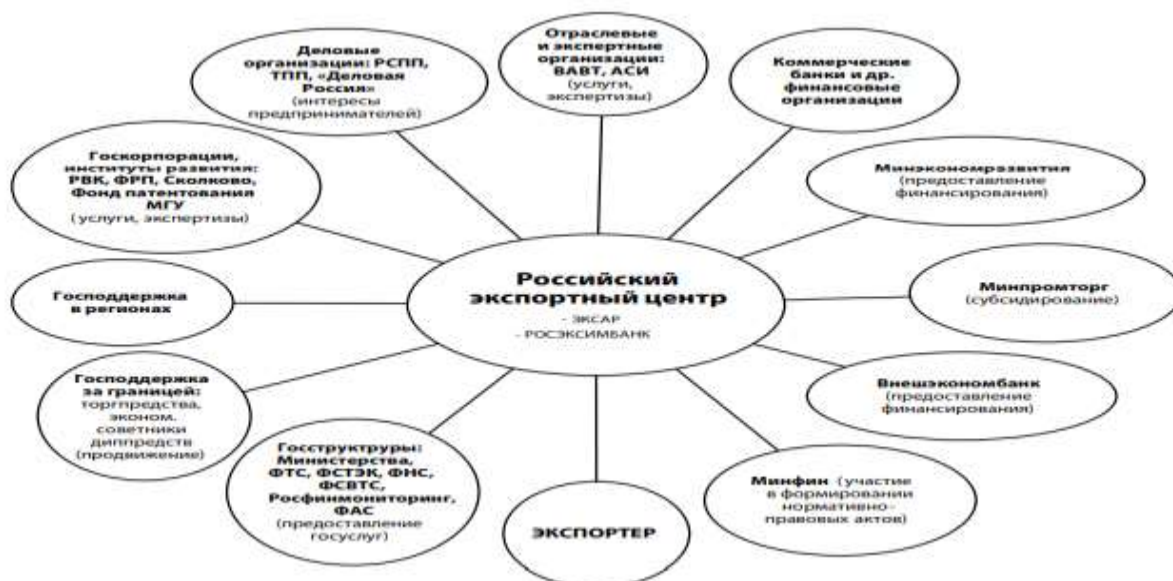 Деловые
организации: РСПП,
ТПП, «Деловая
Россия»
(интересы
предпринимателей)
Отраслевые
и экспертные
организации:
ВАВТ, АСИ
(услуги,
экспертизы)
Коммерческие
банки и др.
финансовые
организации
Госкорпорации,
институты развития:
РВК, ФРП, Сколково,
Фонд патентования
МГУ
( услуги, экспертизы)
Минэкономразвития
(предоставление
финансирования)
Российский
экспортный центр
- ЭКСАР
- РОСЭКСИМБАНК
Господдержка
в регионах
Минпромторг
(субсидирование)
Господдержка
за границей:
торгпредства,
эконом.
советники
диппредств
(продвижение)
Внешэкономбанк
(предоставление
финансирования)
Госструктруры:
Министерства,
ФТС, ФСТЭК, ФНС,
ФСВТС,
Росфинмониторинг,
ФАС
(предоставление
госуслуг)
ЭКСПОРТЕР
Минфин (участие
в формировании
нормативно-
правовых актов)